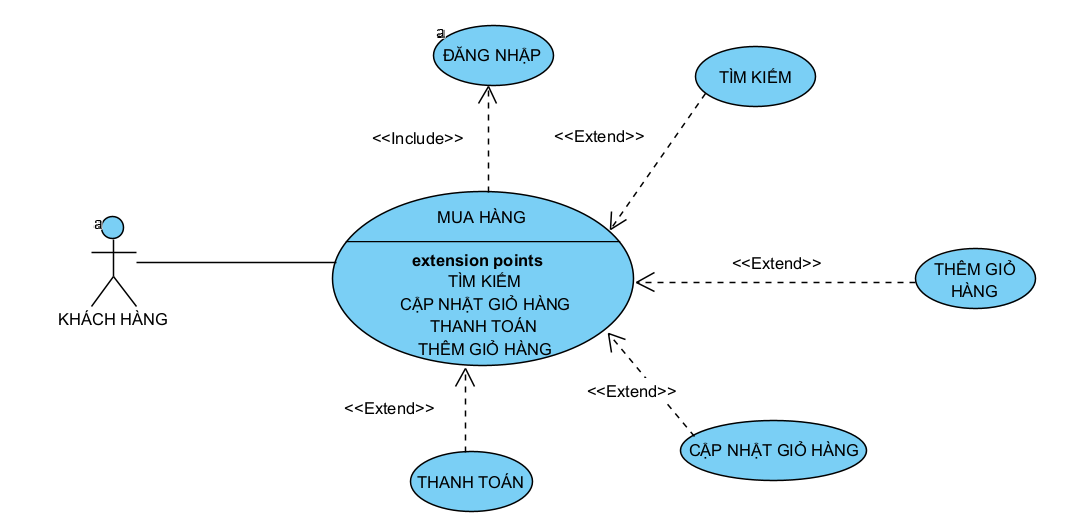 a
ĐĂNG NHẬP
TÌM KIẾM
<<Include>>
<<Extend>>
MUA HÀNG
a
extension points
TÌM KIẾM
CẬP NHẬT GIỎ HÀNG
THANH TOÁN
THÊM GIỎ HÀNG
<<Extend>>
THÊM GIỎ
HÀNG
KHÁCH HÀNG
<<Extend>>
<<Extend>>
CẬP NHẬT GIỎ HÀNG
THANH TOÁN